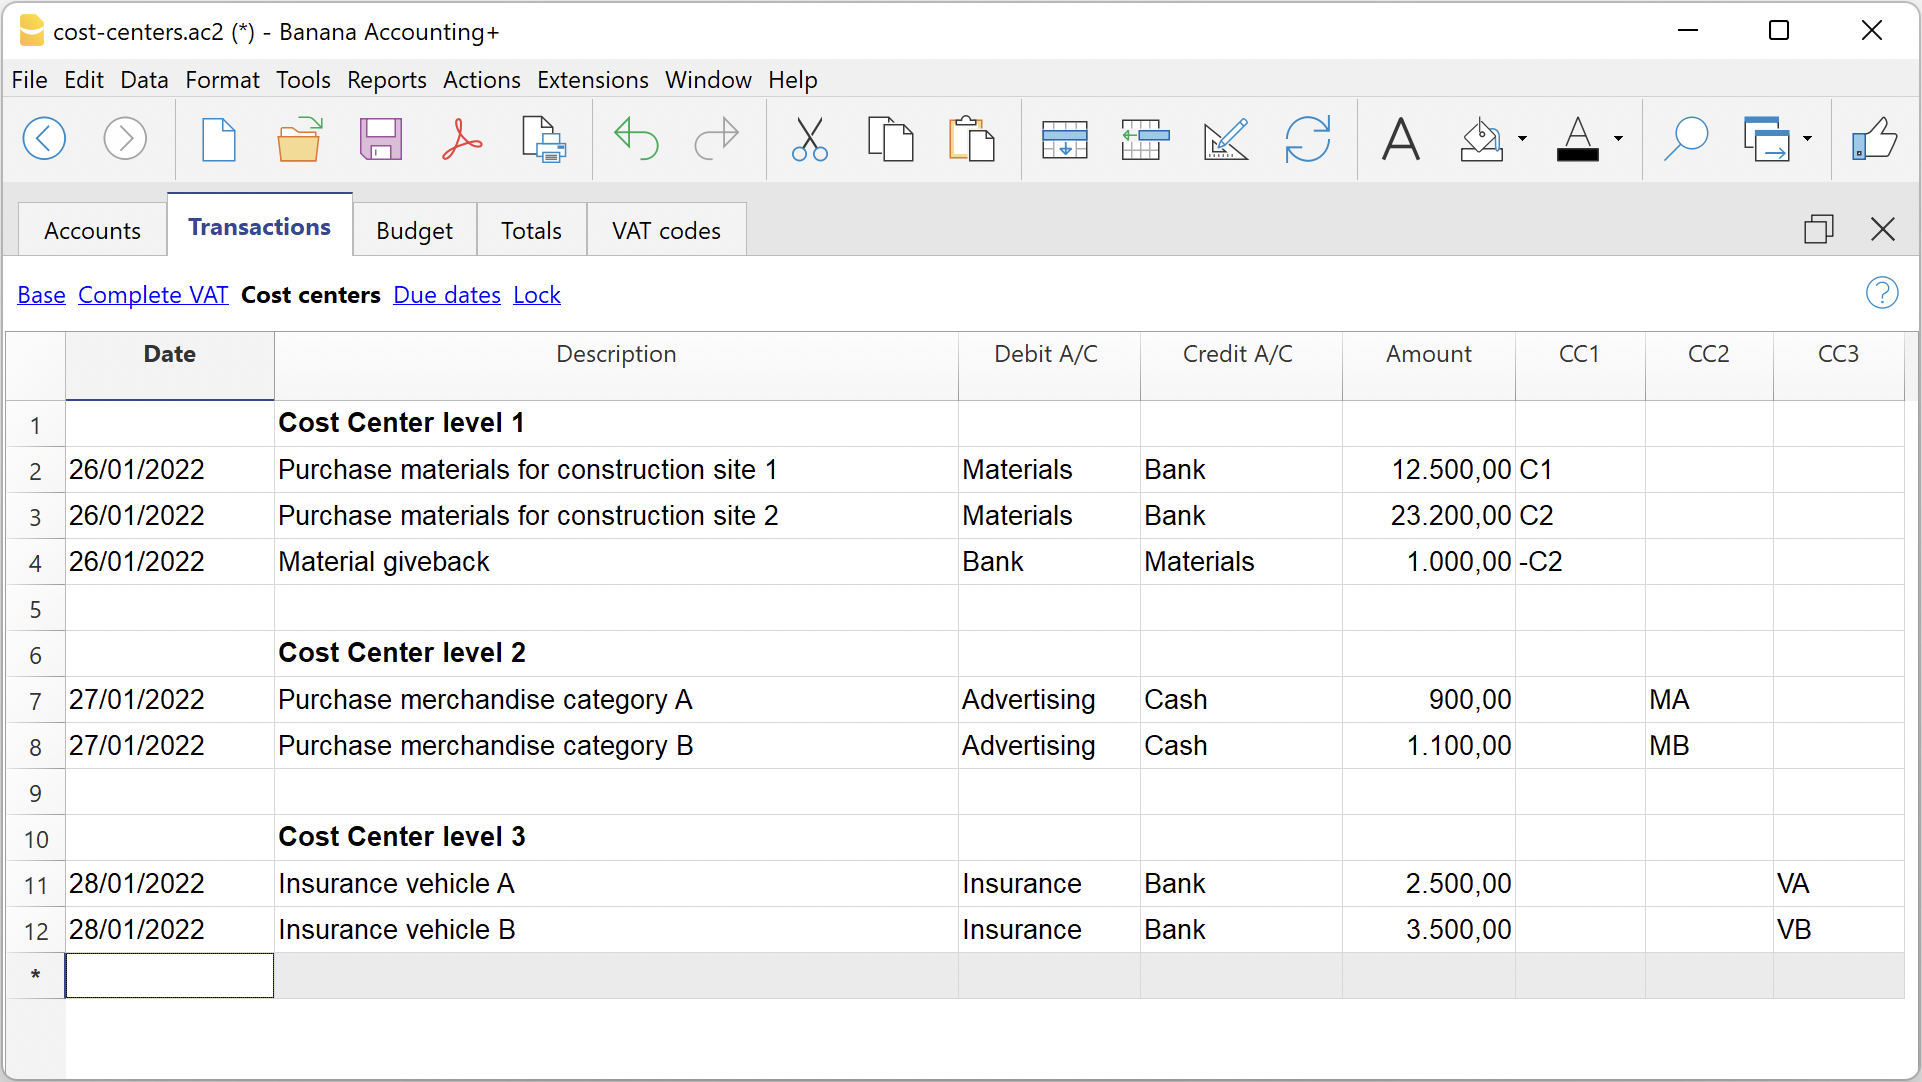 cost-centers.ac2 (*) - Banana Accounting+
File Edit Data Format Tools Reports Actions Extensions Window Help
Accounts Transactions Budget Totals VAT codes
Base Complete VAT Cost centers Due dates Lock
Date Description Debit A/C Credit A/C Amount CC1 CC2 CC3
1 Cost Center level 1
2 26/01/2022 Purchase materials for construction site 1 Materials Bank 12.500,00 C1
3 26/01/2022 Purchase materials for construction site 2 Materials Bank 23.200,00 C2
4 26/01/2022 Material giveback Bank Materials 1.000,00 -C2
5
6 Cost Center level 2
7 27/01/2022 Purchase merchandise category A Advertising Cash 900,00 MA
8 27/01/2022 Purchase merchandise category B Advertising Cash 1.100,00 MB
9
10 Cost Center level 3
11 28/01/2022 Insurance vehicle A Insurance Bank 2.500,00 VA
12 28/01/2022 Insurance vehicle B Insurance Bank 3.500,00 VB
*